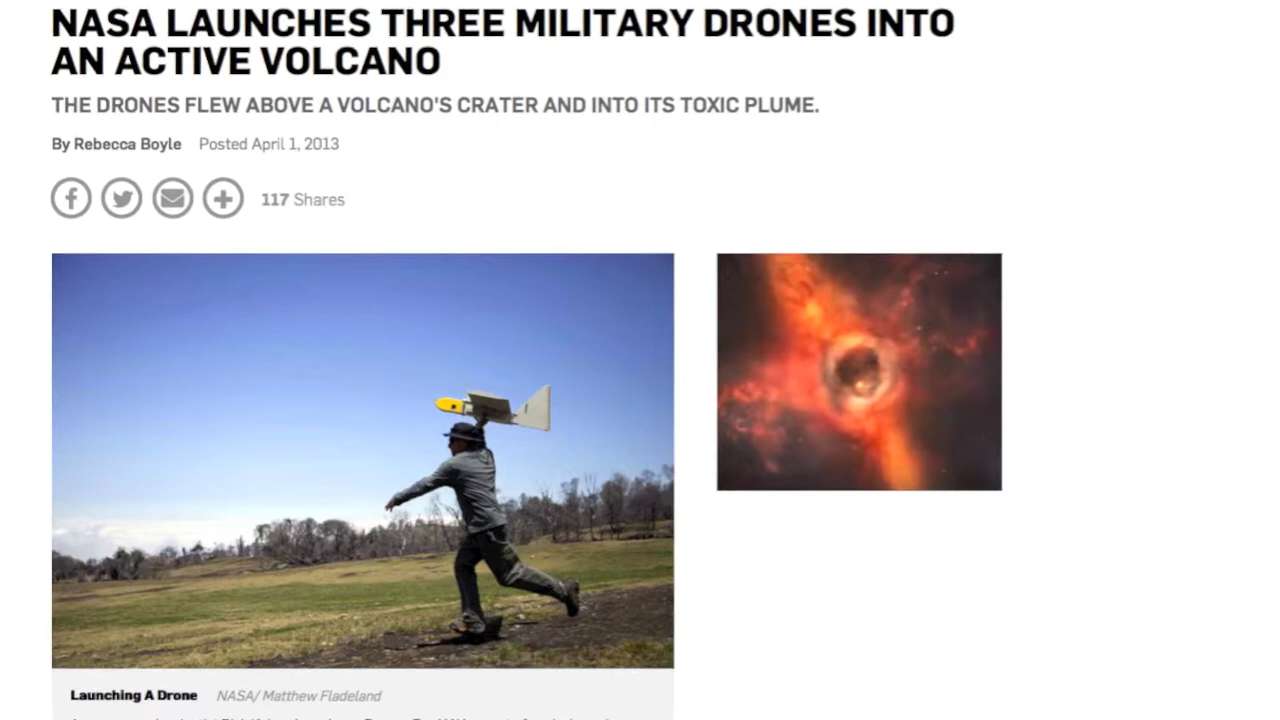 NASA LAUNCHES THREE MILITARY DRONES INTO
AN ACTIVE VOLCANO
THE DRONES FLEW ABOVE A VOLCANO'S CRATER AND INTO ITS TOXIC PLUME.
By Rebecca Boyle Posted April 1, 2013
117 Shares
Launching A Drone NASA/ Matthew Fladeland